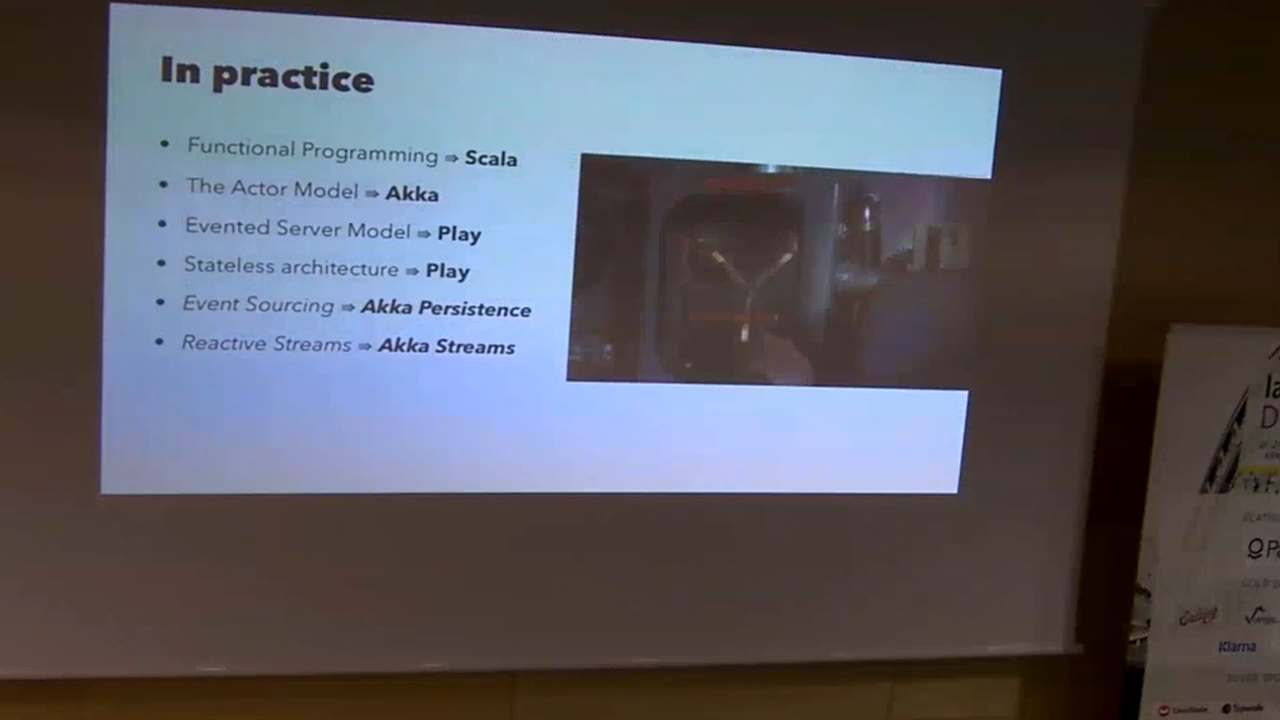 In practice
• Functional Programming ⇒ Scala
• The Actor Model ⇒ Akka
• Evented Server Model ⇒ Play
• Stateless architecture ⇒ Play
• Event Sourcing ⇒ Akka Persistence
• Reactive Streams ⇒ Akka Streams
Klarna